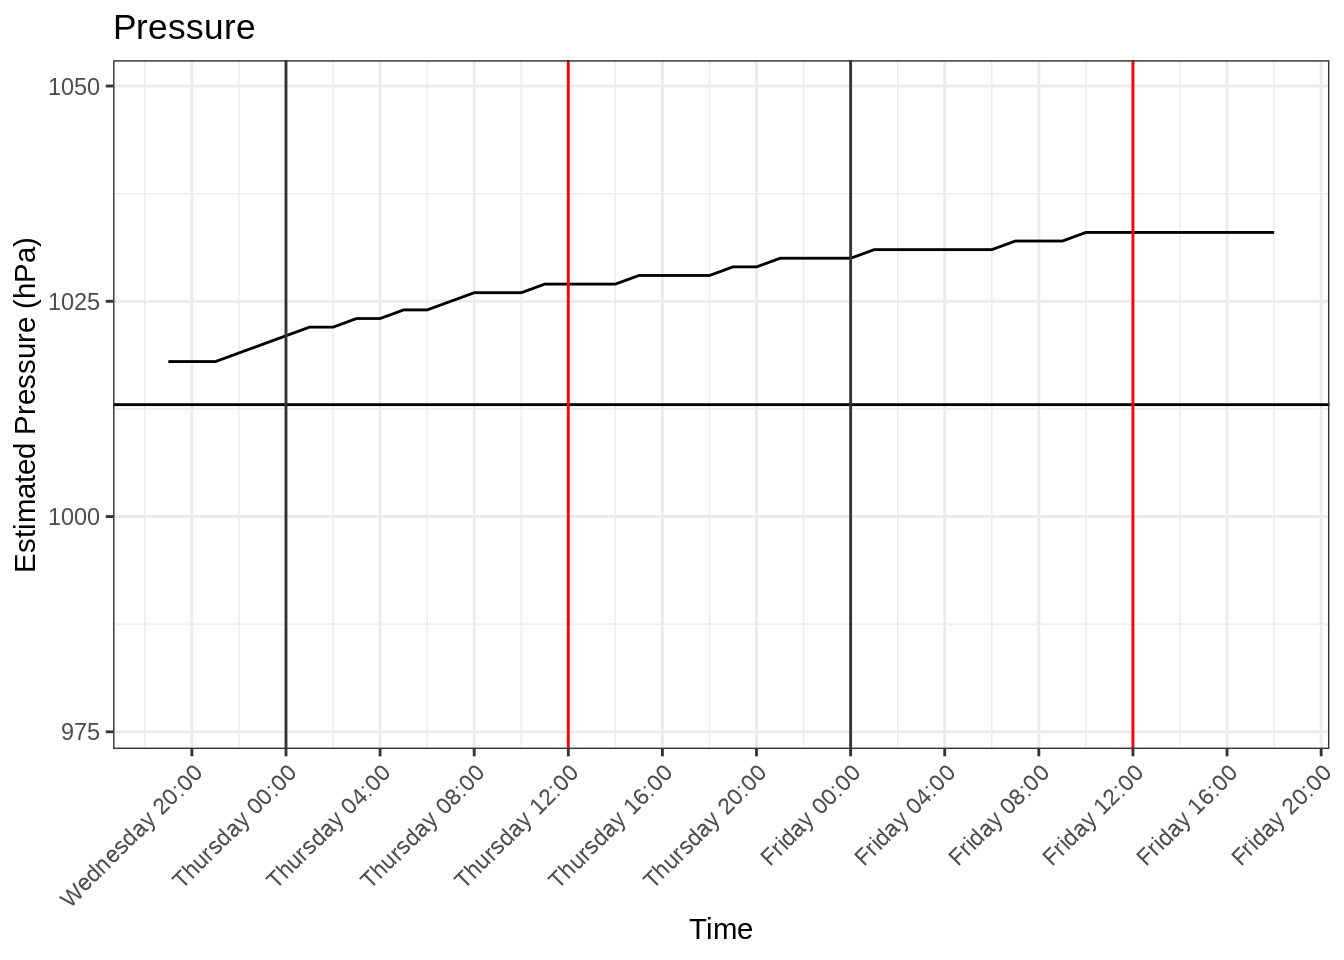 Pressure
Estimated Pressure (hPa)
1050
1025
1000
975
Wednesday 20:00
Thursday 00:00
Thursday 04:00
Thursday 08:00
Thursday 12:00
Thursday 16:00
Thursday 20:00
Friday 00:00
Friday 04:00
Friday 08:00
Friday 12:00
Friday 16:00
Friday 20:00
Time